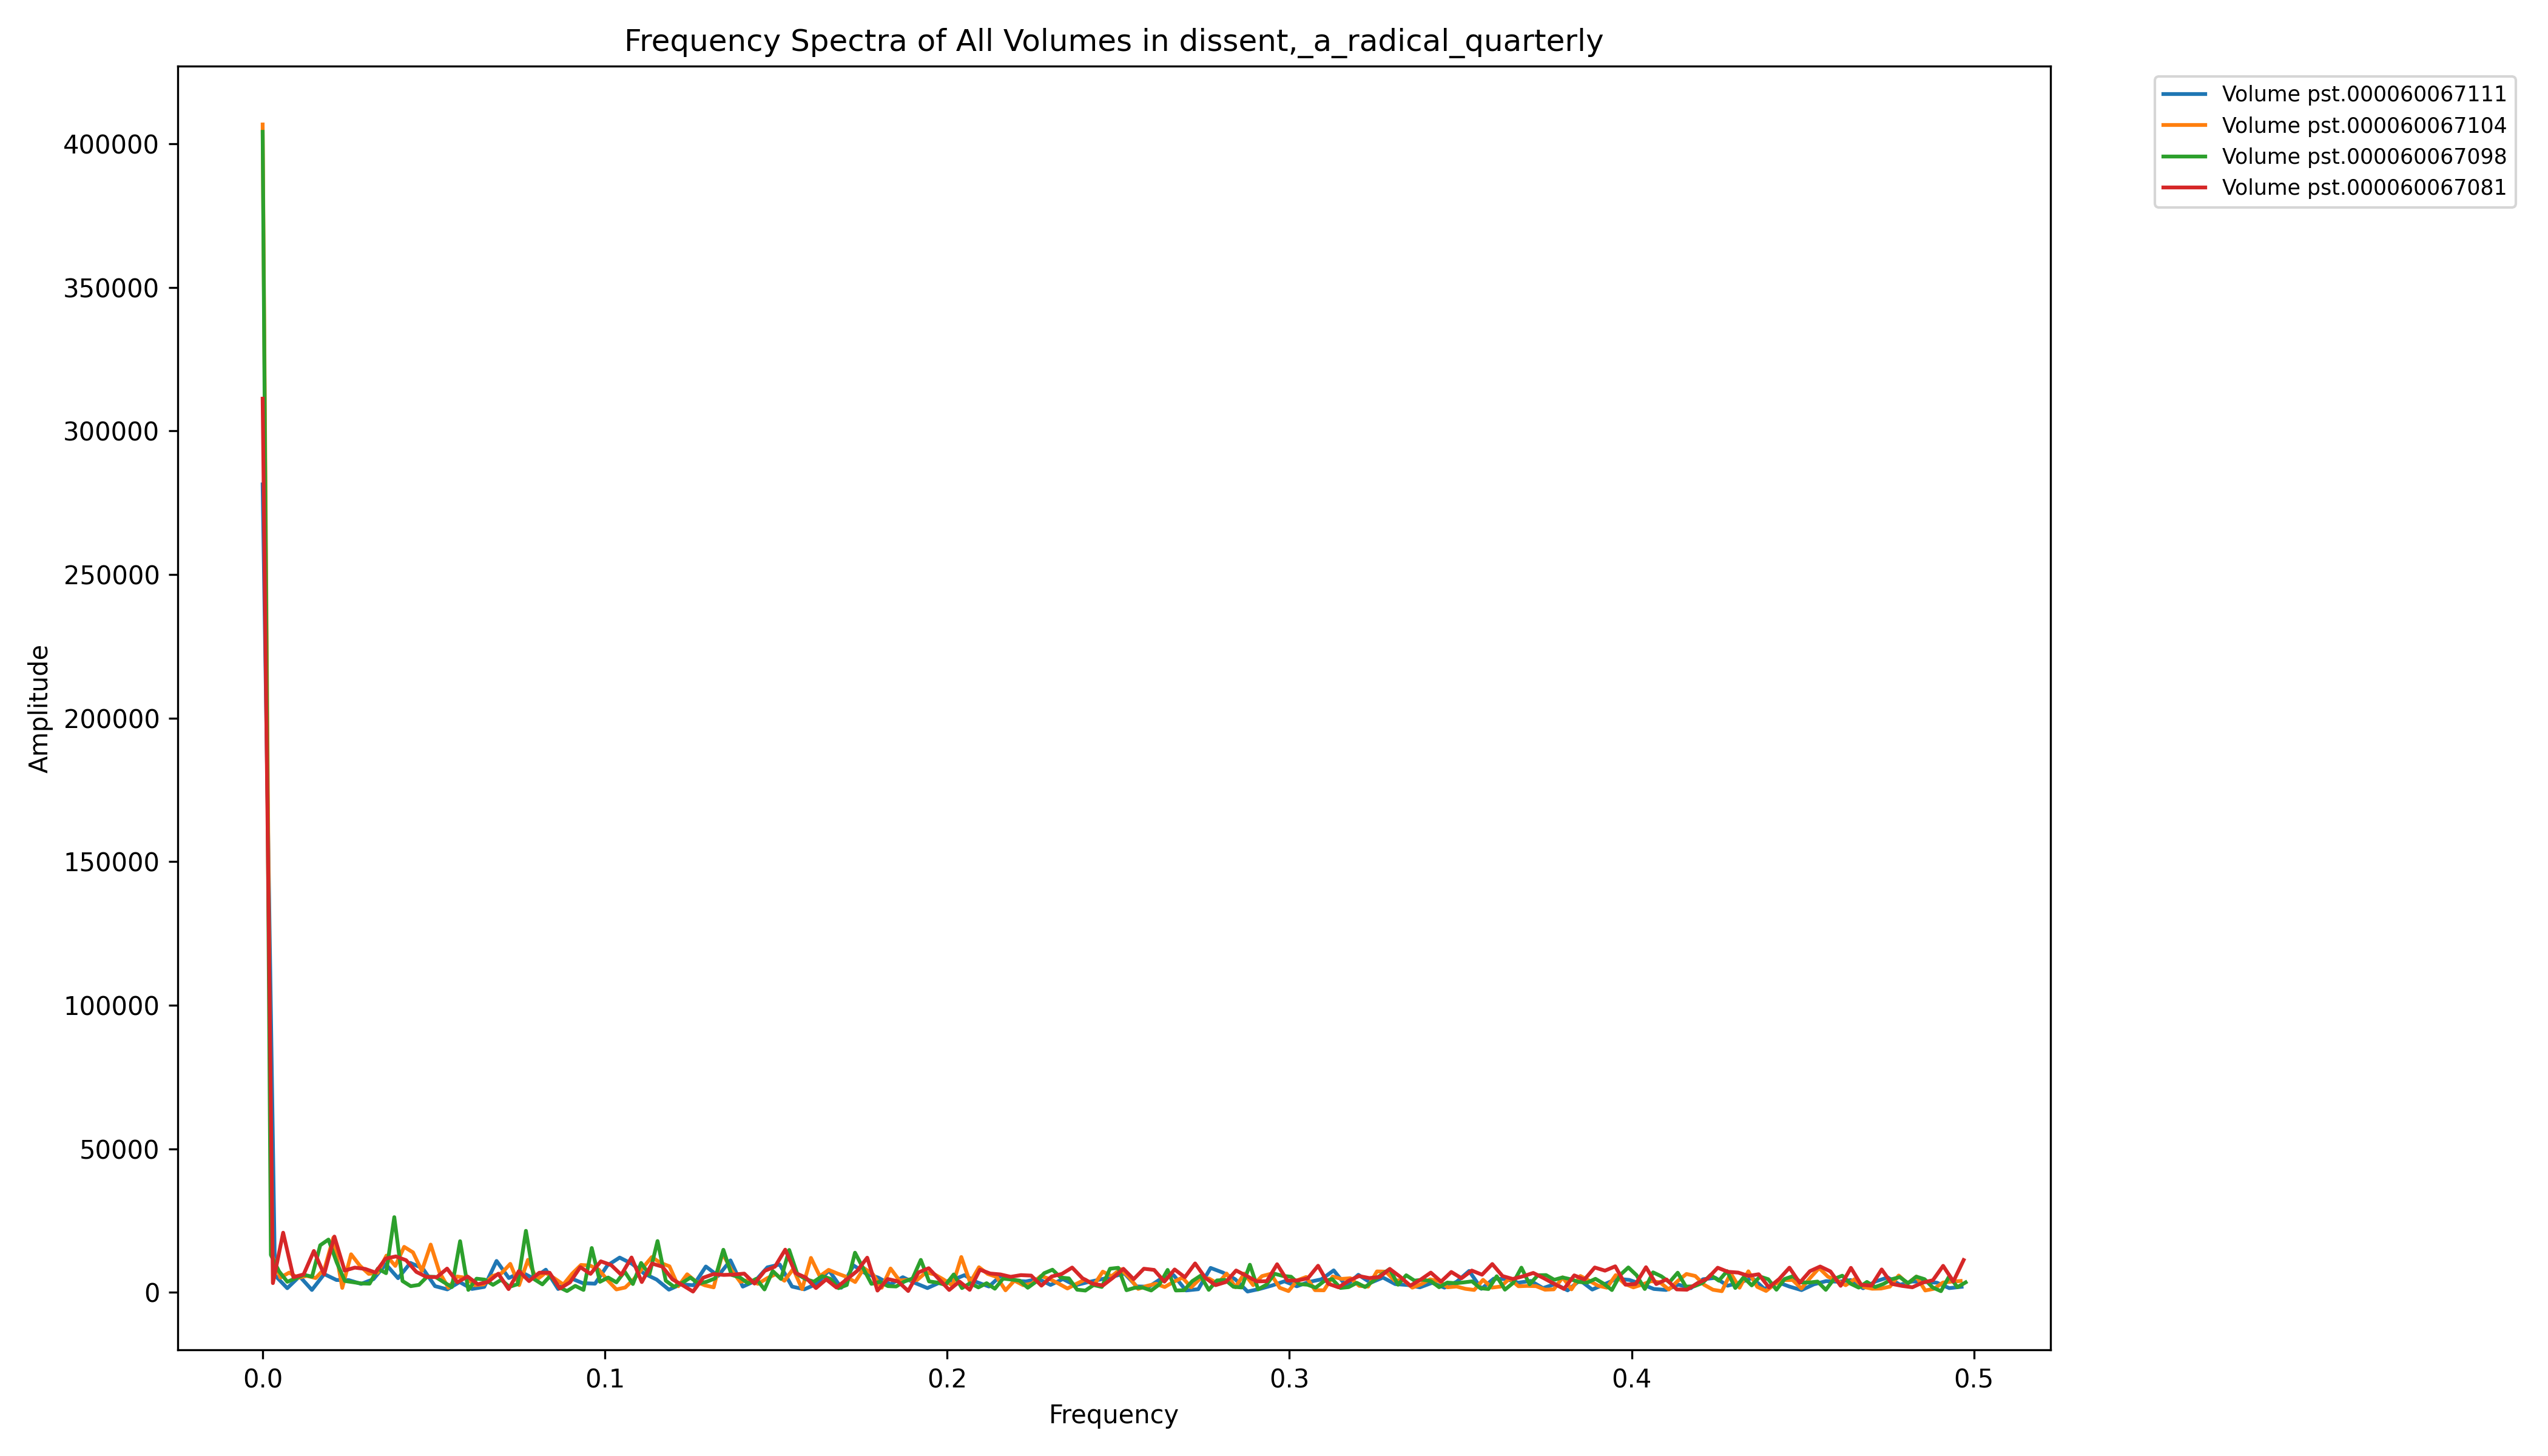 Frequency Spectra of All Volumes in dissent,_a_radical_quarterly
Volume pst.000060067111
Volume pst.000060067104
Volume pst.000060067098
Volume pst.000060067081
Amplitude
400000
350000
300000
250000
200000
150000
100000
50000
0
0.0 0.1 0.2 0.3 0.4 0.5
Frequency